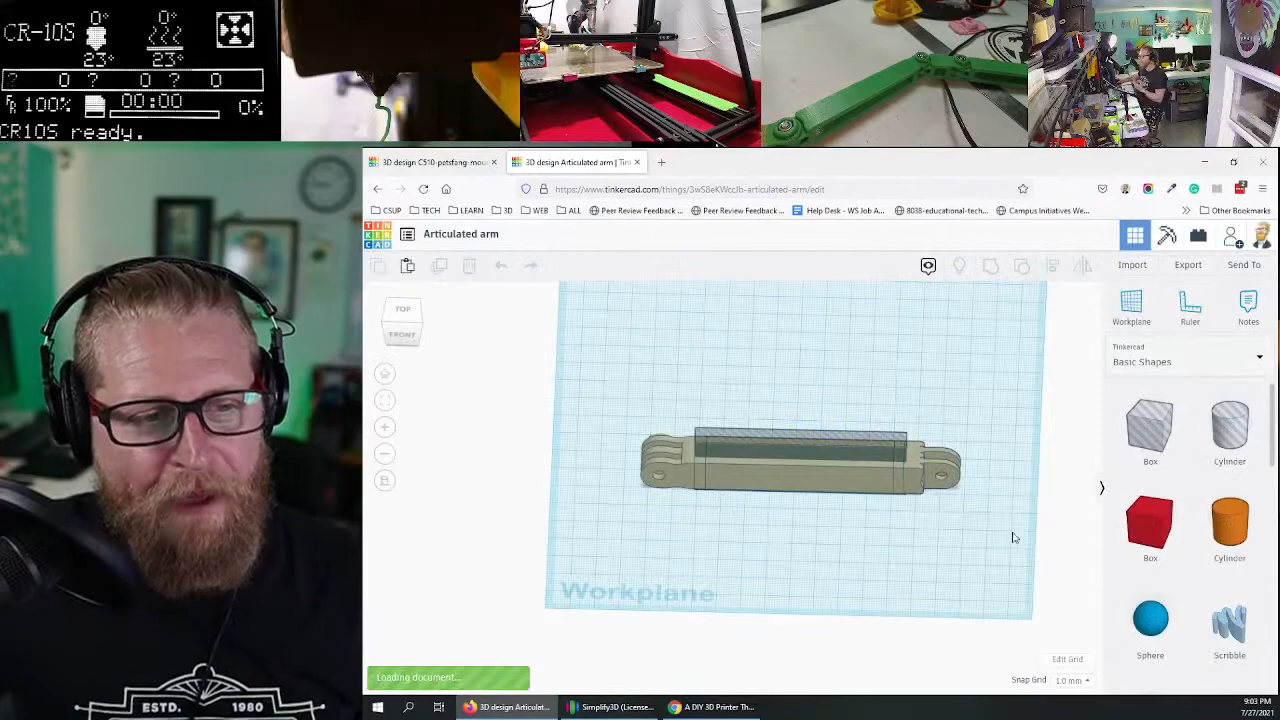 CR-10S
0°
0°
23°
23°
? 0 ? 0 ? 0
FR 100% 00:00 0%
CR10S ready.
3D design C510-petsfang-mou
3D design Articulated arm | Tin
https://www.tinkercad.com/things/3wS8eKWccJb-articulated-arm/edit
CSUP TECH LEARN 3D WEB ALL Peer Review Feedback ... Peer Review Feedback ... Help Desk - WS Job A... 8038-educational-tech... Campus Initiatives We... Other Bookmarks
TIN
KER
CAD
Articulated arm
Import Export Send To
TOP
FRONT
Workplane Ruler Notes
Tinkercad
Basic Shapes
Box Cylinder
Box Cylinder
Sphere Scribble
Workplane
Edit Grid
Snap Grid 1.0 mm
Loading document...
ESTD. 1980
3D design Articulat...
Simplify3D (License...
A DIY 3D Printer Th...
9:03 PM
7/27/2021